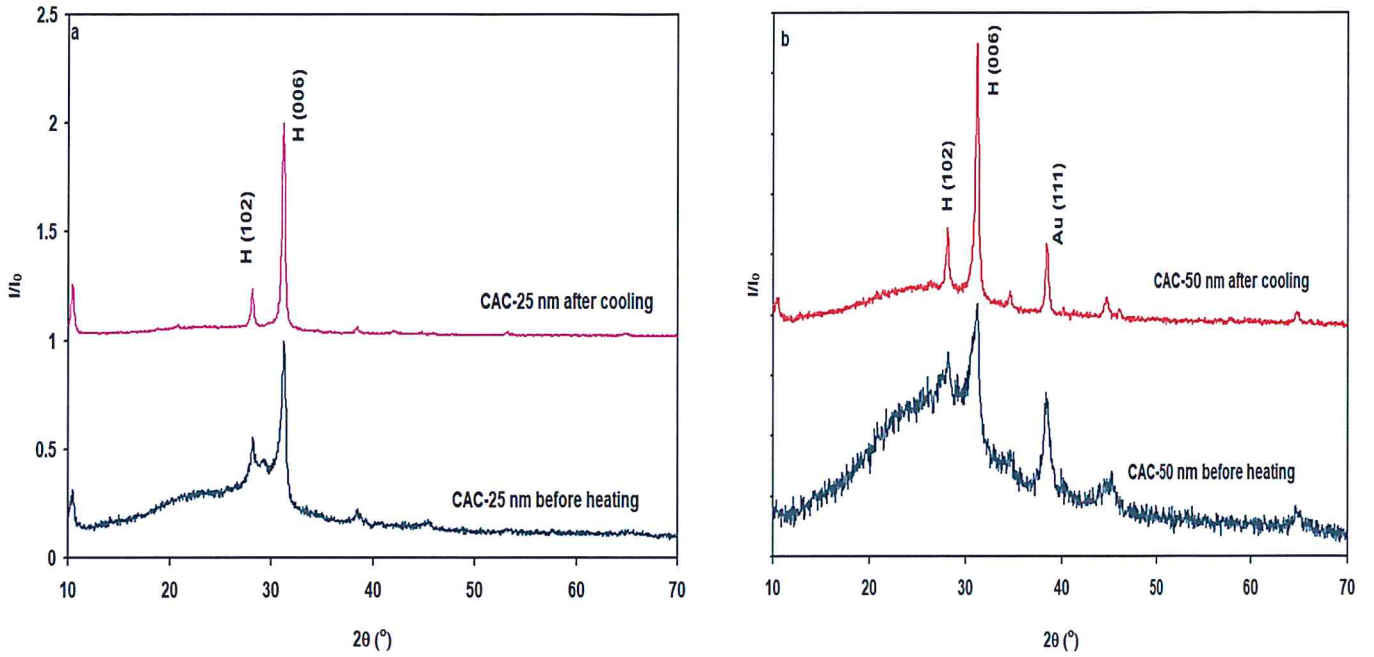 a
2.5
2
1.5
1
0.5
0
I/I₀
H (102)
H (006)
CAC-25 nm after cooling
CAC-25 nm before heating
10 20 30 40 50 60 70
2θ (°)
b
I/I₀
H (102)
H (006)
Au (111)
CAC-50 nm after cooling
CAC-50 nm before heating
10 20 30 40 50 60 70
2θ (°)